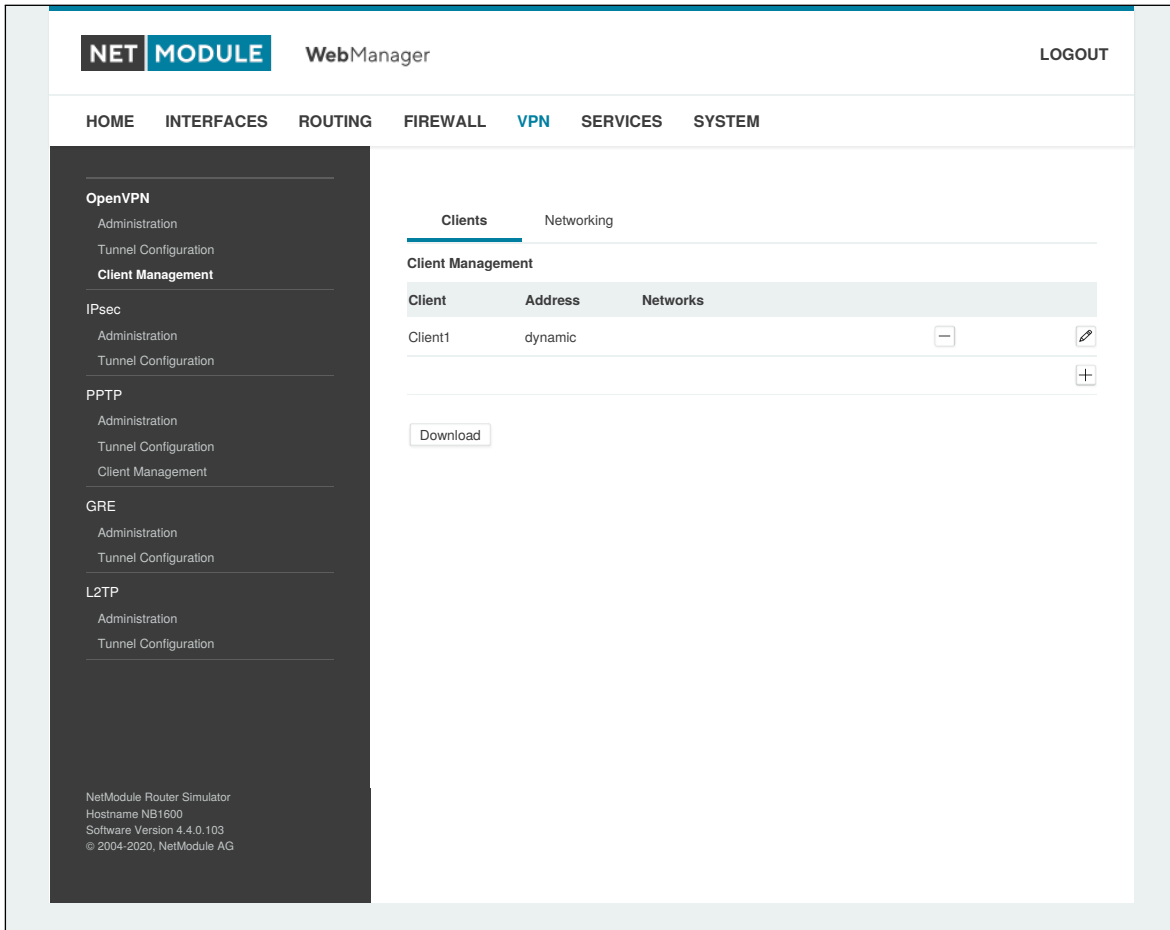 NET MODULE WebManager LOGOUT
HOME INTERFACES ROUTING FIREWALL VPN SERVICES SYSTEM
OpenVPN
Administration
Tunnel Configuration
Client Management
IPsec
Administration
Tunnel Configuration
PPTP
Administration
Tunnel Configuration
Client Management
GRE
Administration
Tunnel Configuration
L2TP
Administration
Tunnel Configuration
NetModule Router Simulator
Hostname NB1600
Software Version 4.4.0.103
© 2004-2020, NetModule AG
Clients Networking
Client Management
Client Address Networks
Client1 dynamic
Download